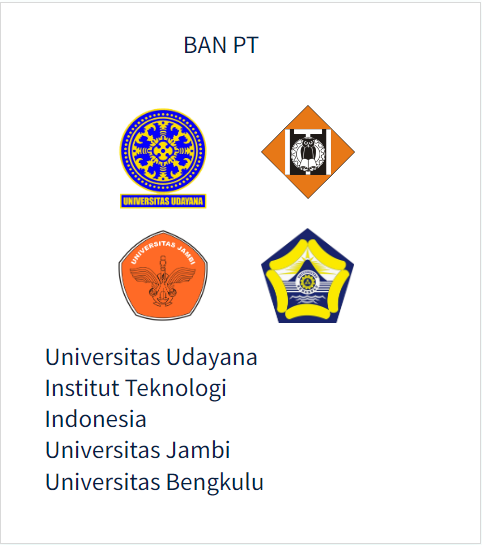 BAN PT
UNIVERSITAS UDAYANA
UNIVERSITAS JAMBI
Universitas Udayana
Institut Teknologi
Indonesia
Universitas Jambi
Universitas Bengkulu